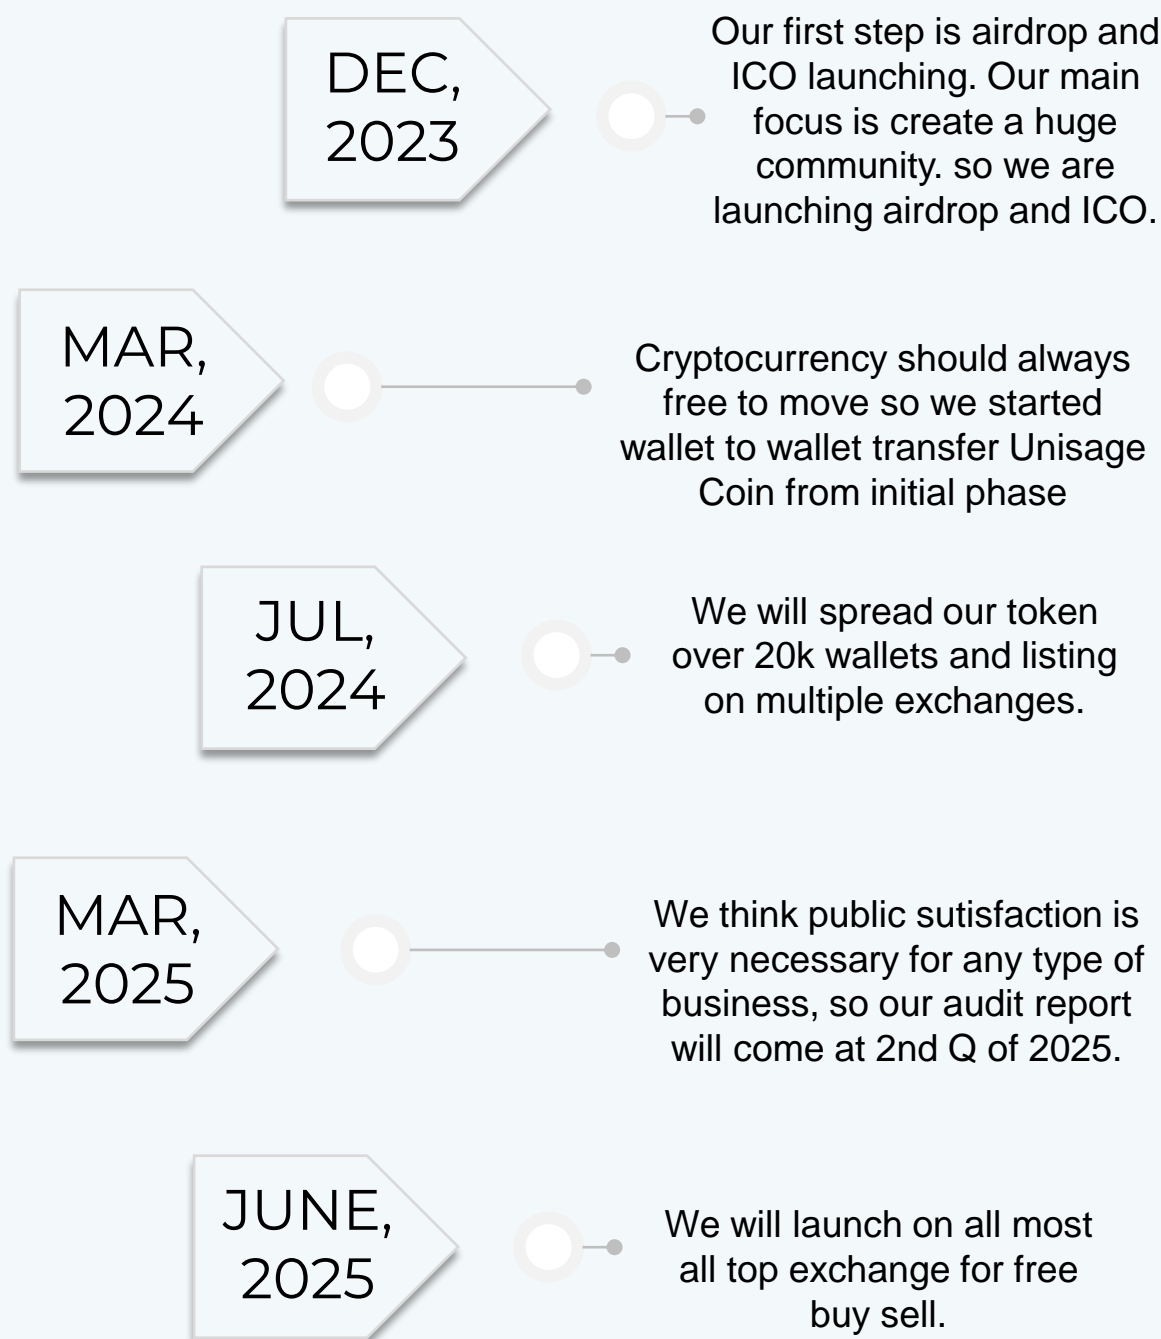 DEC,
2023
Our first step is airdrop and
ICO launching. Our main
focus is create a huge
community. so we are
launching airdrop and ICO.
MAR,
2024
Cryptocurrency should always
free to move so we started
wallet to wallet transfer Unisage
Coin from initial phase
JUL,
2024
We will spread our token
over 20k wallets and listing
on multiple exchanges.
MAR,
2025
We think public sutisfaction is
very necessary for any type of
business, so our audit report
will come at 2nd Q of 2025.
JUNE,
2025
We will launch on all most
all top exchange for free
buy sell.